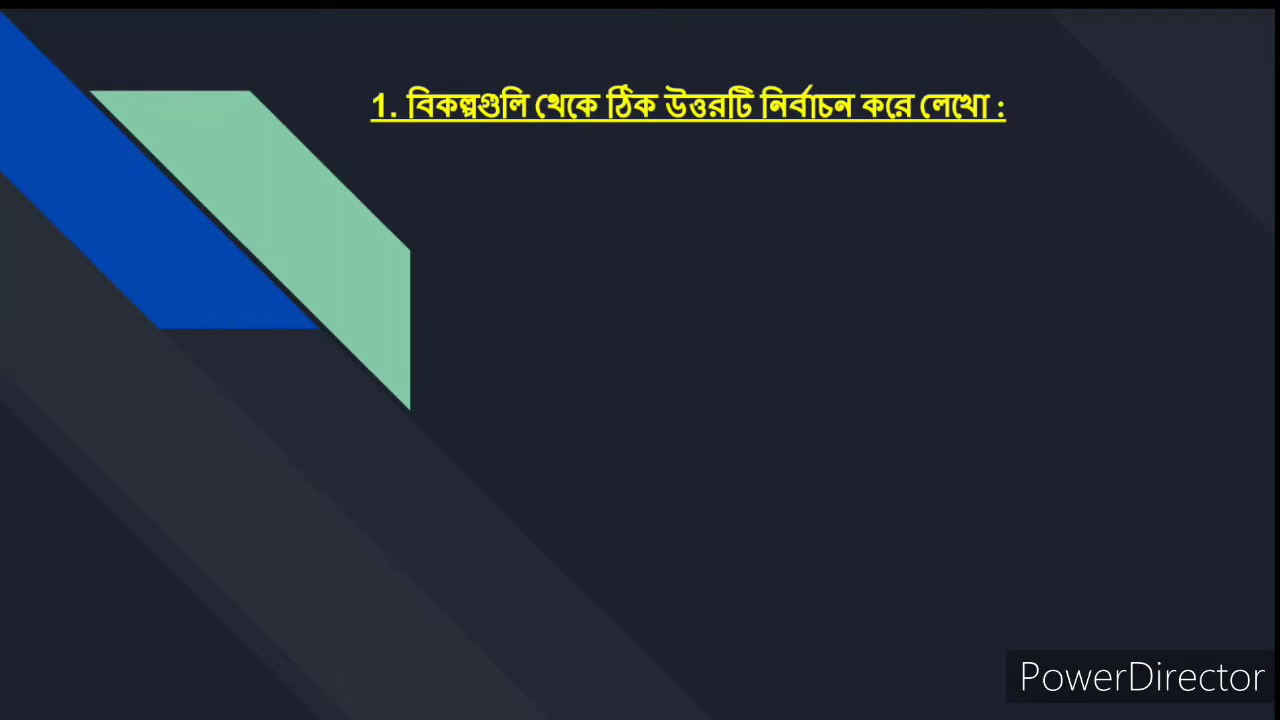 1. বিকল্পগুলি থেকে ঠিক উত্তরটি নির্বাচন করে লেখো :
PowerDirector